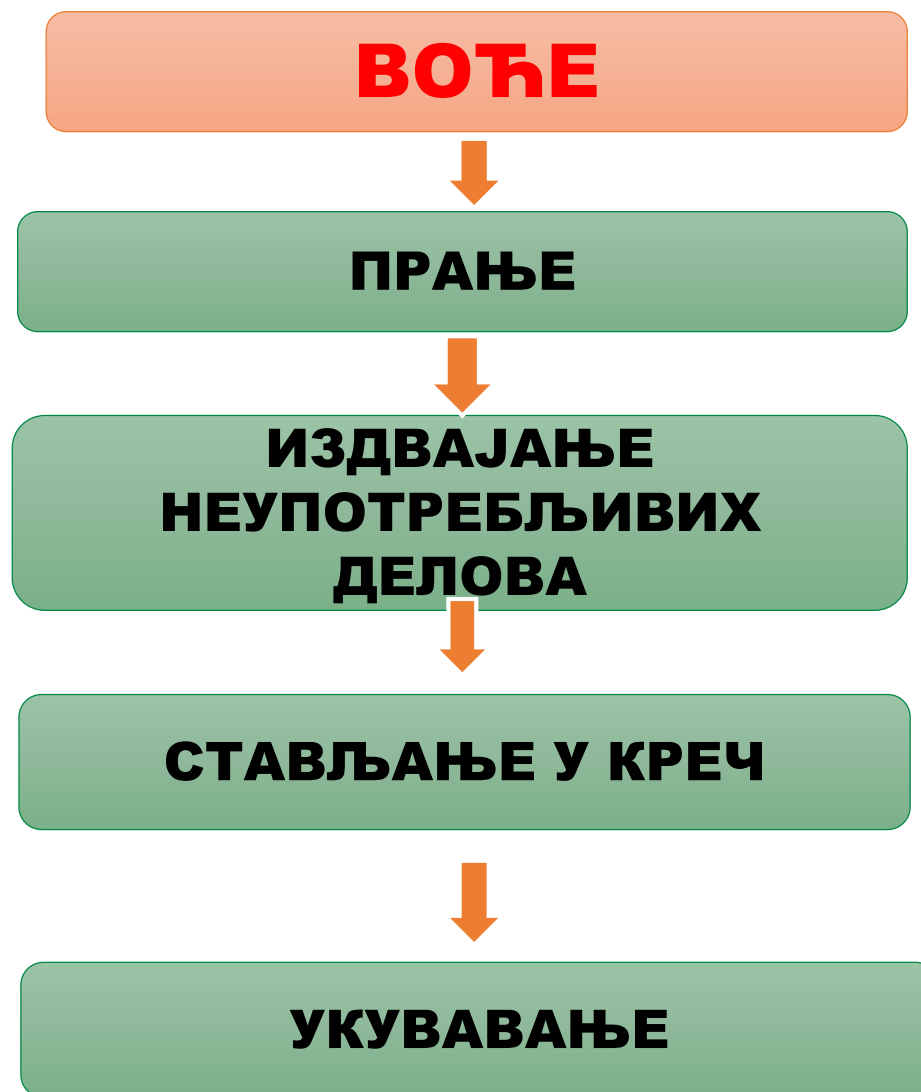 ВОЋЕ
ПРАЊЕ
ИЗДВАЈАЊЕ
НЕУПОТРЕБЉИВИХ
ДЕЛОВА
СТАВЉАЊЕ У КРЕЧ
УКУВАВАЊЕ